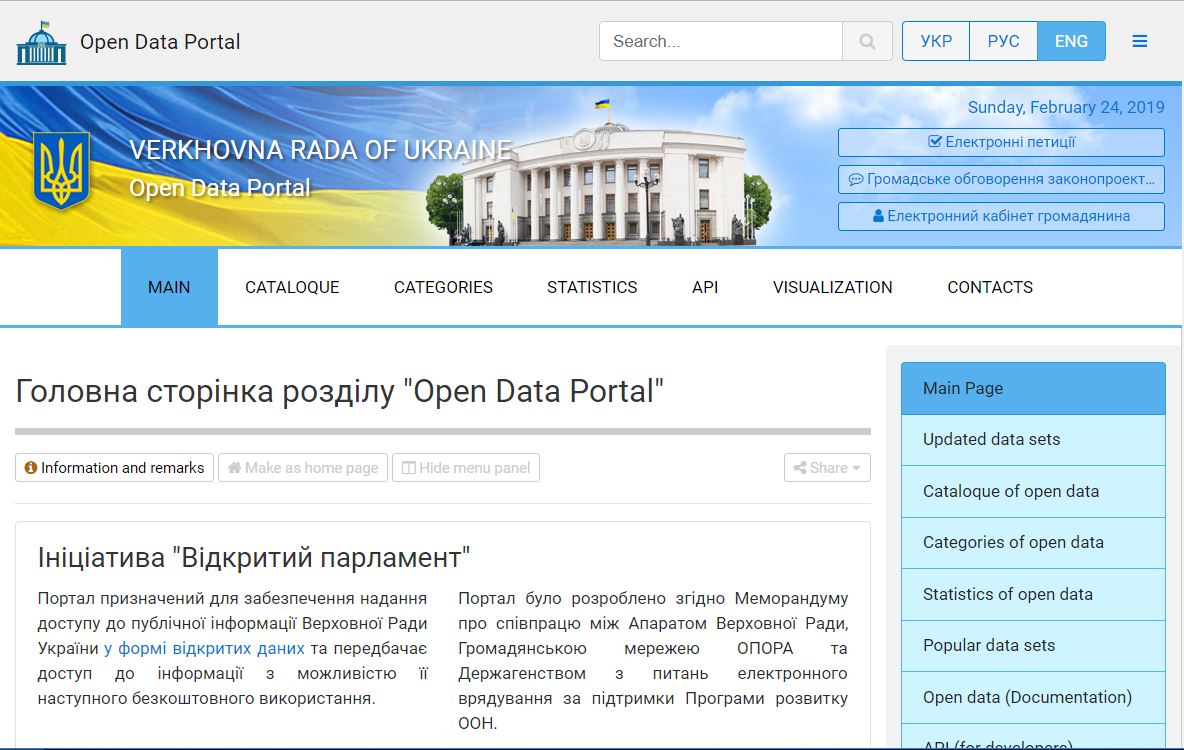 Open Data Portal
Search...
УКР
РУС
ENG
Sunday, February 24, 2019
VERKHOVNA RADA OF UKRAINE
Open Data Portal
Електронні петиції
Громадське обговорення законопроект...
Електронний кабінет громадянина
MAIN
CATALOQUE
CATEGORIES
STATISTICS
API
VISUALIZATION
CONTACTS
Головна сторінка розділу "Open Data Portal"
Information and remarks
Make as home page
Hide menu panel
Share
Ініціатива "Відкритий парламент"
Портал призначений для забезпечення надання
доступу до публічної інформації Верховної Ради
України у формі відкритих даних та передбачає
доступ до інформації з можливістю її
наступного безкоштовного використання.
Портал було розроблено згідно Меморандуму
про співпрацю між Апаратом Верховної Ради,
Громадянською мережею ОПОРА та
Держагенством з питань електронного
врядування за підтримки Програми розвитку
ООН.
Main Page
Updated data sets
Cataloque of open data
Categories of open data
Statistics of open data
Popular data sets
Open data (Documentation)
API (for developers)